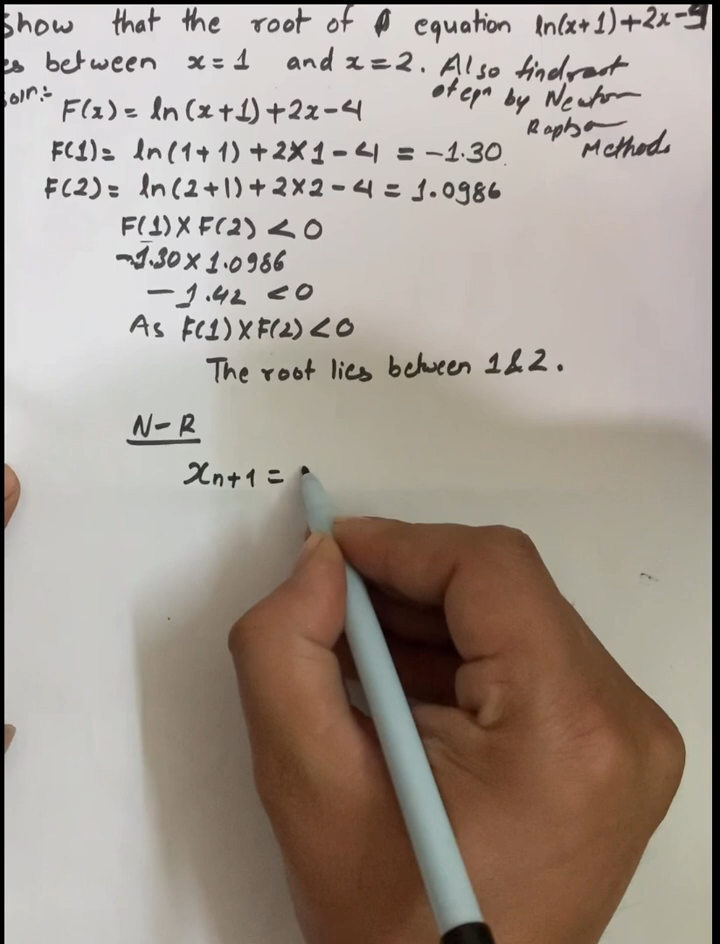 Show that the root of equation ln(x+1)+2x-4
es between x=1 and x=2. Also find root
of eqn by Newton
Raphson
Methods
Soln:-
F(x) = ln(x+1)+2x-4
F(1)= ln(1+1)+2×1-4 = -1.30
F(2)= ln(2+1)+2×2-4 = 1.0986
F(1)×F(2) <0
-1.30×1.0986
-1.42 <0
As F(1)×F(2)<0
The root lies between 1&2.
N-R
xn+1 =